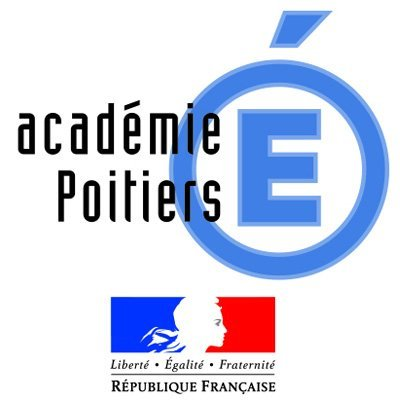 académie
Poitiers
É
Liberté • Égalité • Fraternité
RÉPUBLIQUE FRANÇAISE